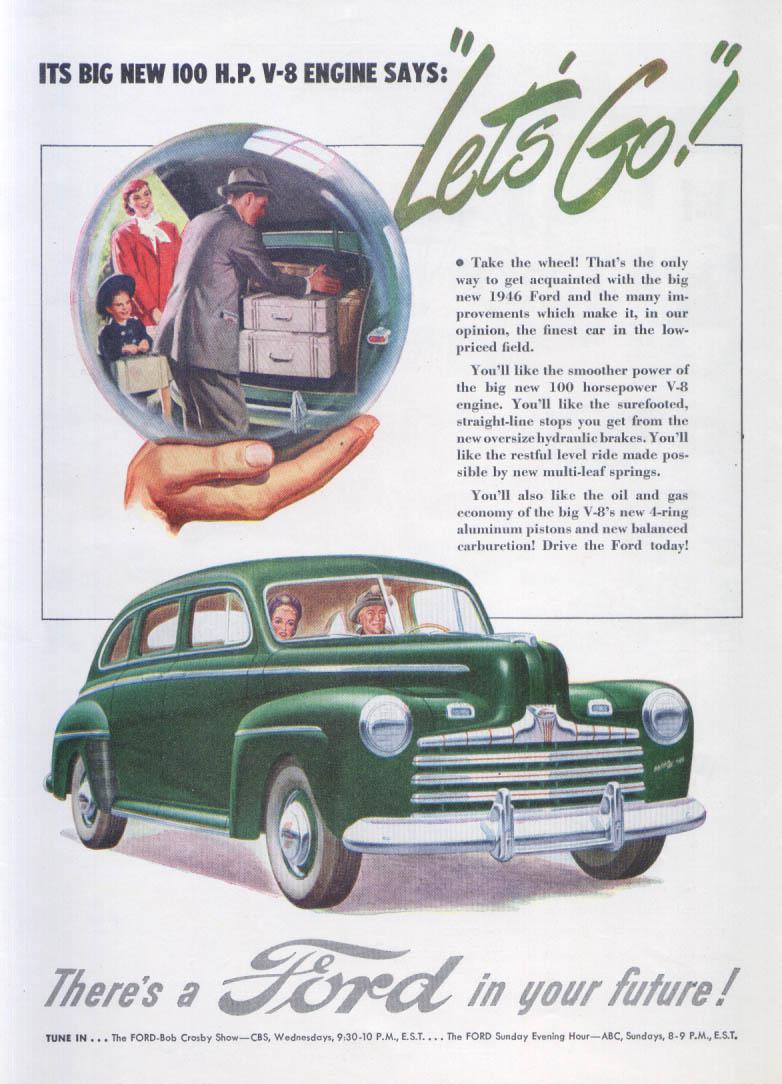 ITS BIG NEW 100 H.P. V-8 ENGINE SAYS:
"Let's Go!"
• Take the wheel! That's the only
way to get acquainted with the big
new 1946 Ford and the many im-
provements which make it, in our
opinion, the finest car in the low-
priced field.
You'll like the smoother power of
the big new 100 horsepower V-8
engine. You'll like the surefooted,
straight-line stops you get from the
new oversize hydraulic brakes. You'll
like the restful level ride made pos-
sible by new multi-leaf springs.
You'll also like the oil and gas
economy of the big V-8's new 4-ring
aluminum pistons and new balanced
carburetion! Drive the Ford today!
There's a Ford in your future!
TUNE IN . . . The FORD-Bob Crosby Show—CBS, Wednesdays, 9:30-10 P.M., E.S.T. . . . The FORD Sunday Evening Hour—ABC, Sundays, 8-9 P.M., E.S.T.